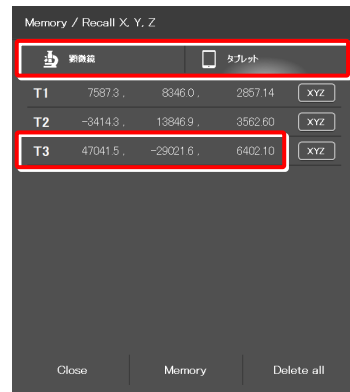 Memory / Recall X, Y, Z
顕微鏡 タブレット
T1 7587.3 , 8346.0 , 2857.14 XYZ
T2 -3414.3 , 13846.9 , 3562.60 XYZ
T3 47041.5 , -29021.6 , 6402.10 XYZ
Close Memory Delete all